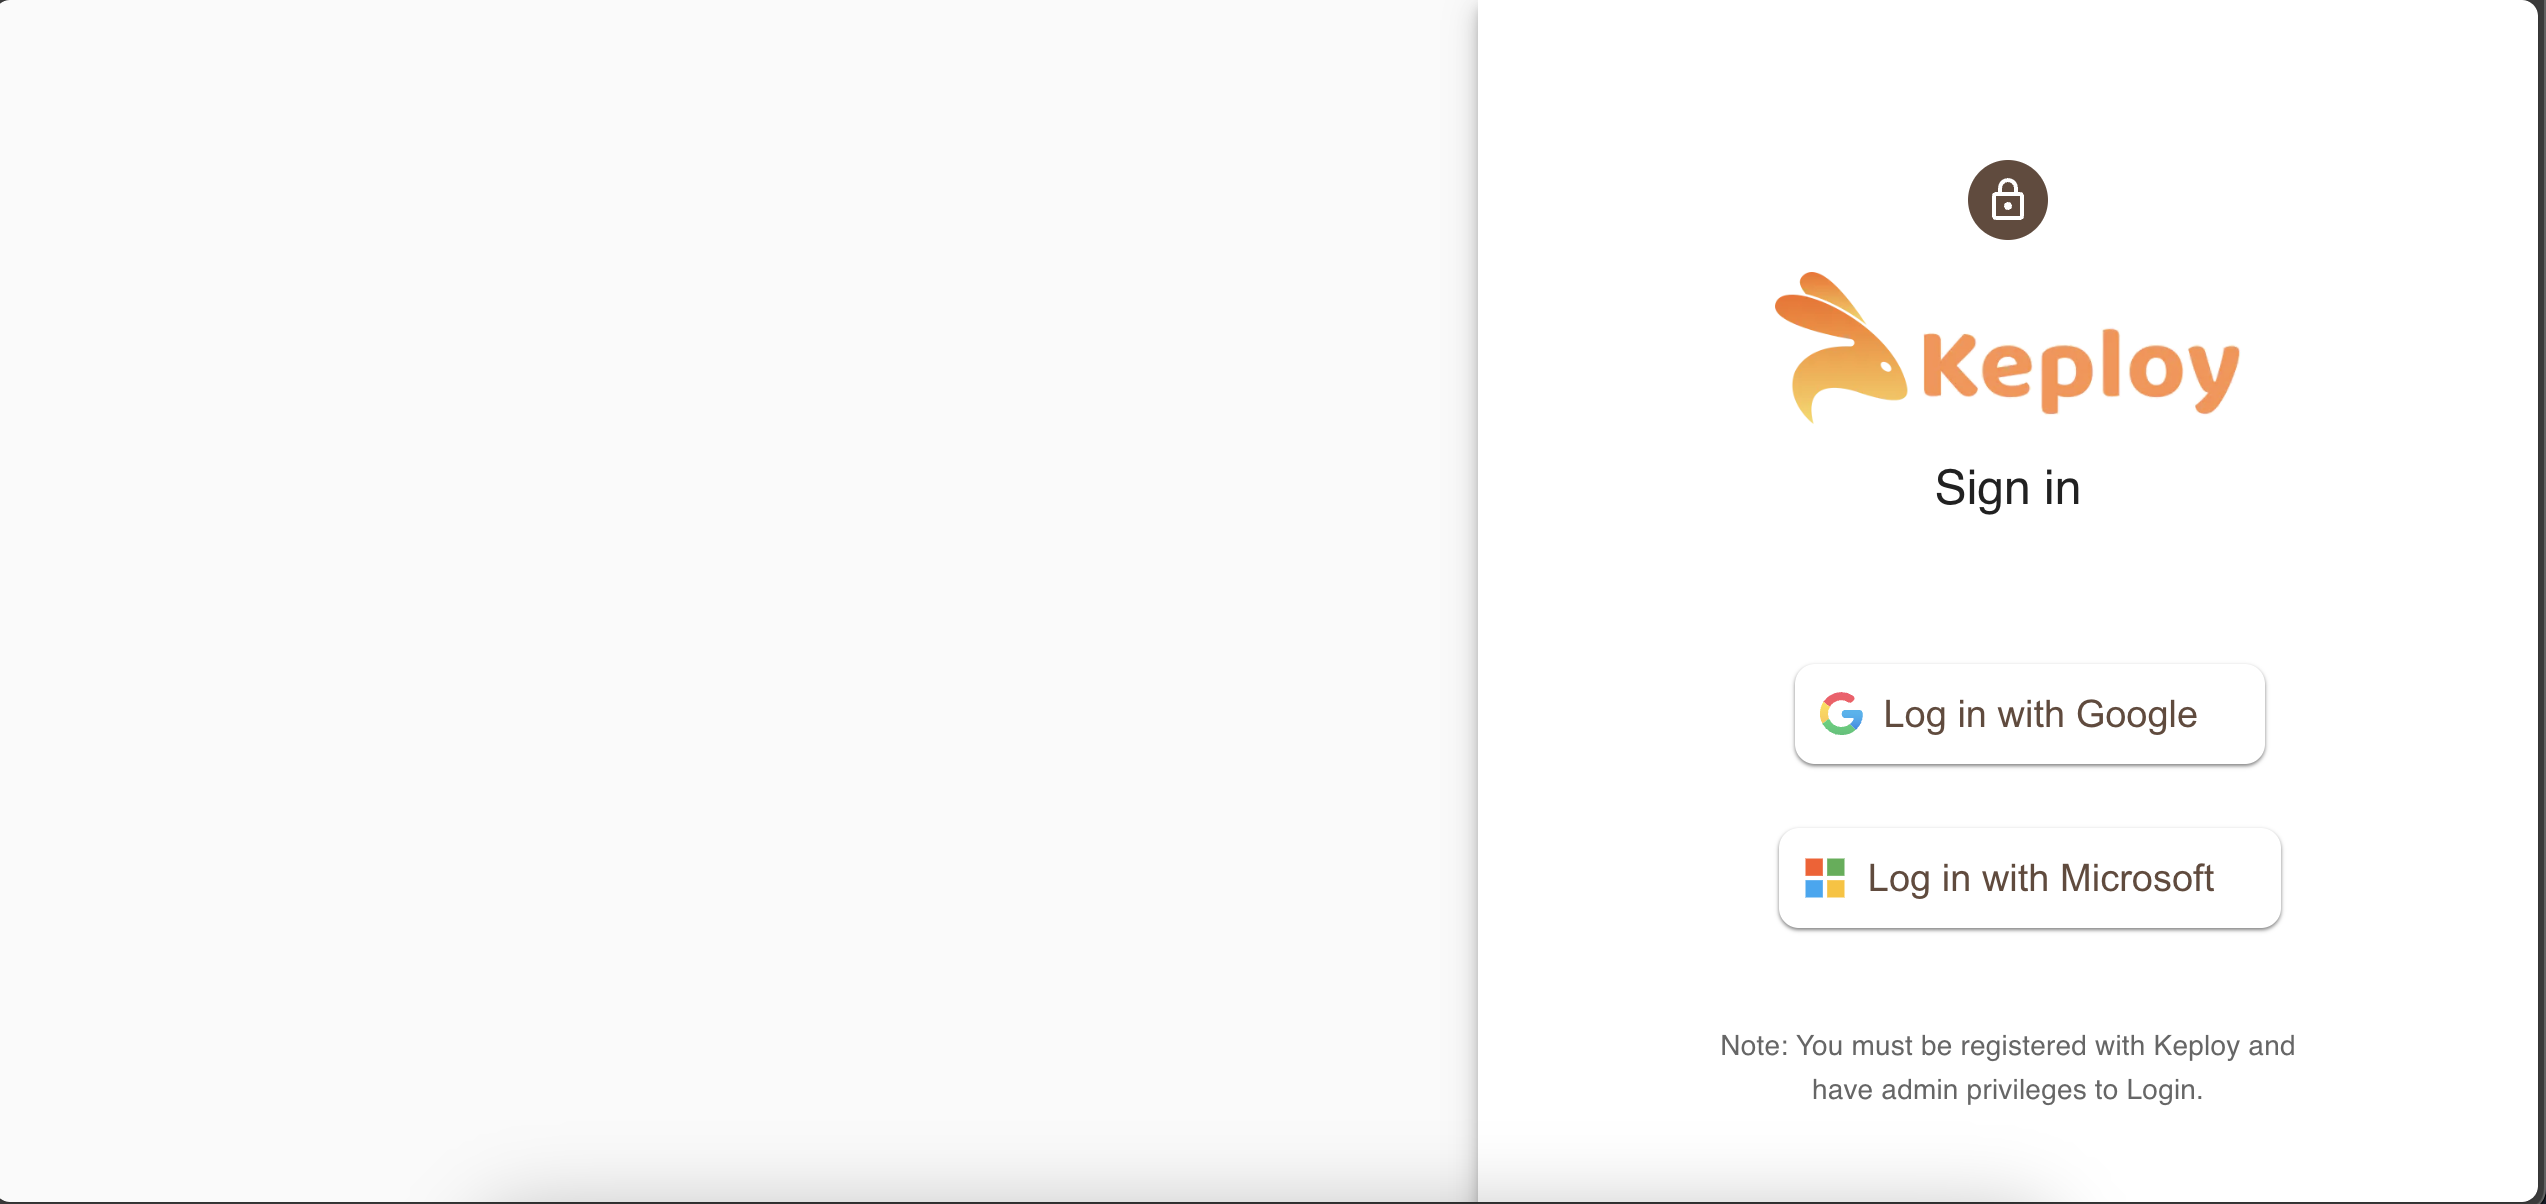 Keploy
Sign in
Log in with Google
Log in with Microsoft
Note: You must be registered with Keploy and
have admin privileges to Login.